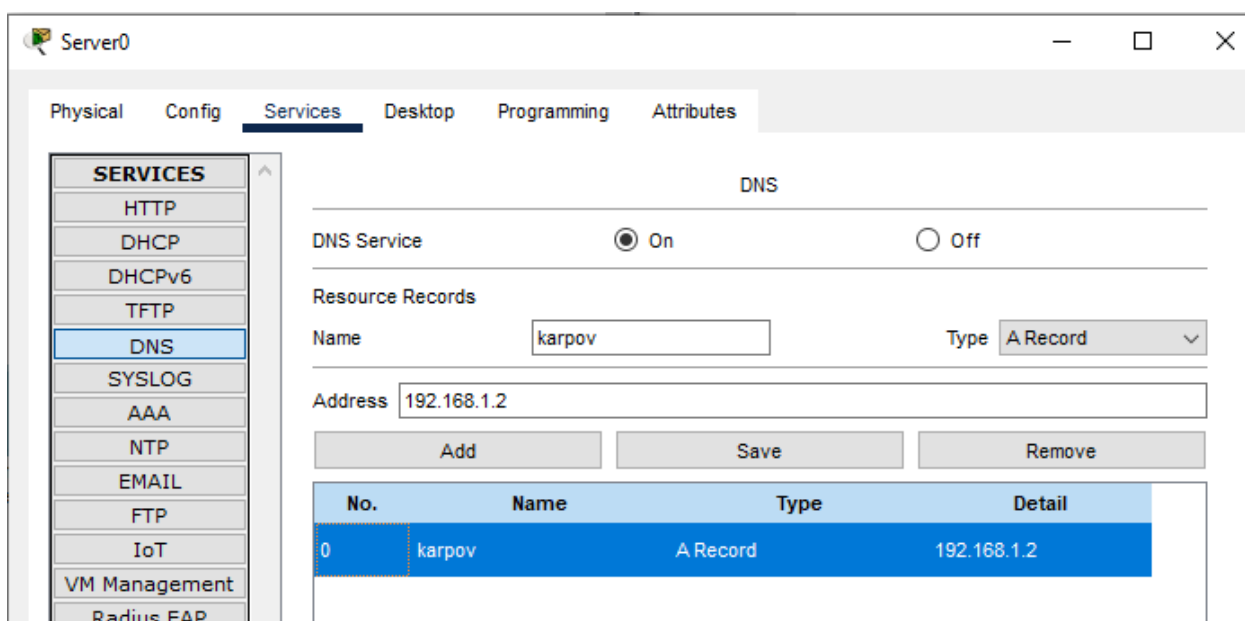 Server0
Physical Config Services Desktop Programming Attributes
SERVICES
HTTP
DHCP
DHCPv6
TFTP
DNS
SYSLOG
AAA
NTP
EMAIL
FTP
IoT
VM Management
Radius EAP
DNS
DNS Service On Off
Resource Records
Name karpov Type A Record
Address 192.168.1.2
Add Save Remove
No. Name Type Detail
0 karpov A Record 192.168.1.2